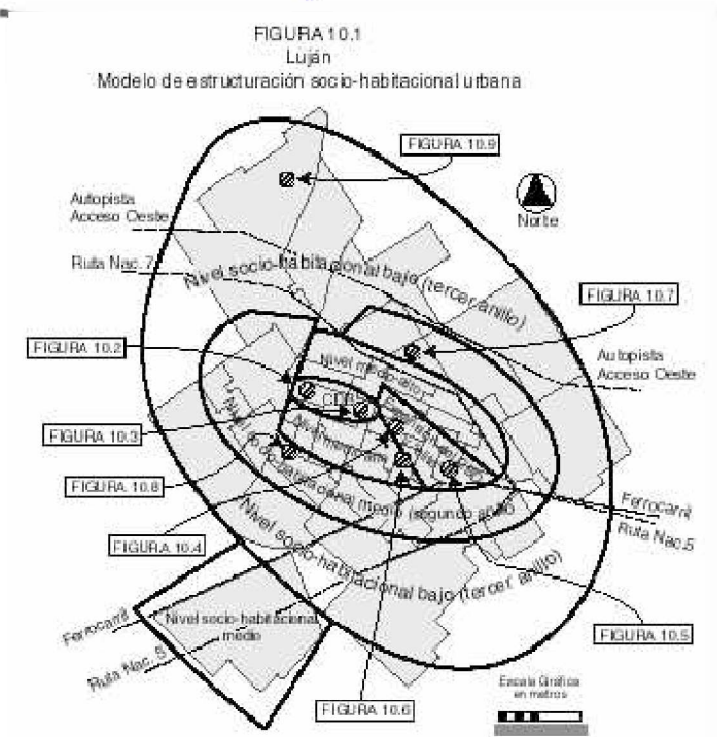 FIGURA 10.1
Luján
Modelo de estructuración socio-habitacional urbana
FIGURA 10.9
Autopista
Acceso Oeste
Norte
Ruta Nac. 7
Nivel socio-habitacional bajo (tercer anillo)
FIGURA 10.7
FIGURA 10.2
Autopista
Acceso Oeste
Nivel medio-alto
FIGURA 10.3
FIGURA 10.8
medio (segundo anillo
Ferrocarril
Ruta Nac. 5
FIGURA 10.4
Nivel socio-habitacional bajo (tercer anillo)
Ferrocarril
Nivel socio-habitacional
medio
FIGURA 10.5
Ruta Nac. 5
Escala Gráfica
en metros
FIGURA 10.6